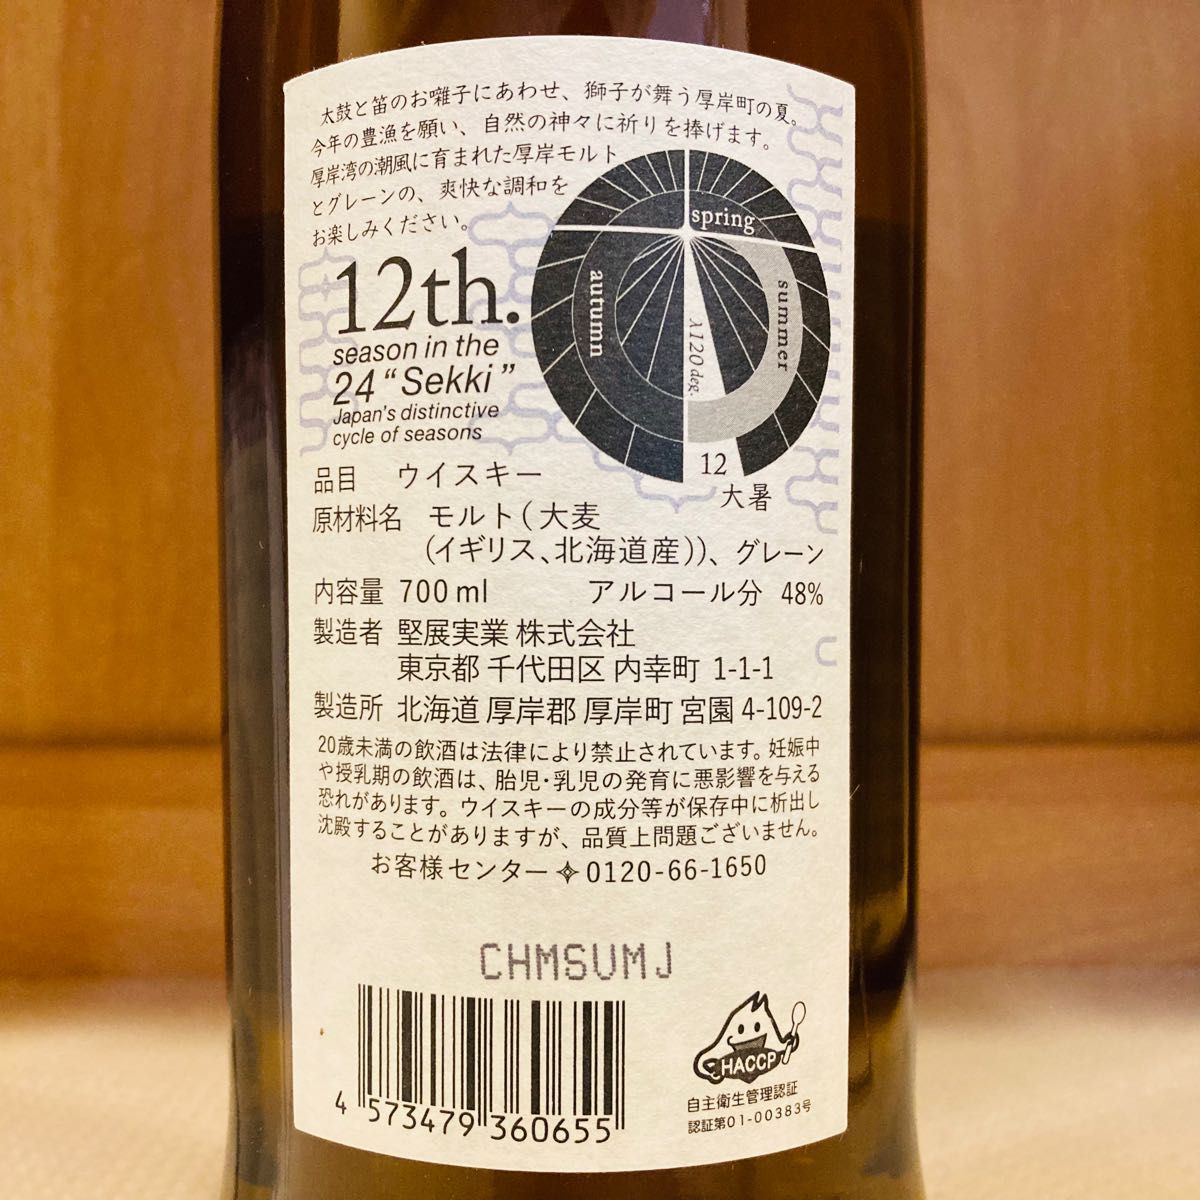 太鼓と笛のお囃子にあわせ、獅子が舞う厚岸町の夏。
今年の豊漁を願い、自然の神々に祈りを捧げます。
厚岸湾の潮風に育まれた厚岸モルト
とグレーンの、爽快な調和を
お楽しみください。
12th.
season in the
24 “Sekki”
Japan's distinctive
cycle of seasons
spring
summer
autumn
λ120 deg.
12
大暑
品目 ウイスキー
原材料名 モルト(大麦
(イギリス、北海道産))、グレーン
内容量 700 ml アルコール分 48%
製造者 堅展実業 株式会社
東京都 千代田区 内幸町 1-1-1
製造所 北海道 厚岸郡 厚岸町 宮園 4-109-2
20歳未満の飲酒は法律により禁止されています。妊娠中
や授乳期の飲酒は、胎児・乳児の発育に悪影響を与える
恐れがあります。ウイスキーの成分等が保存中に析出し
沈殿することがありますが、品質上問題ございません。
お客様センター✧0120-66-1650
CHMSUMJ
4 573479 360655
HACCP
自主衛生管理認証
認証第01-00383号